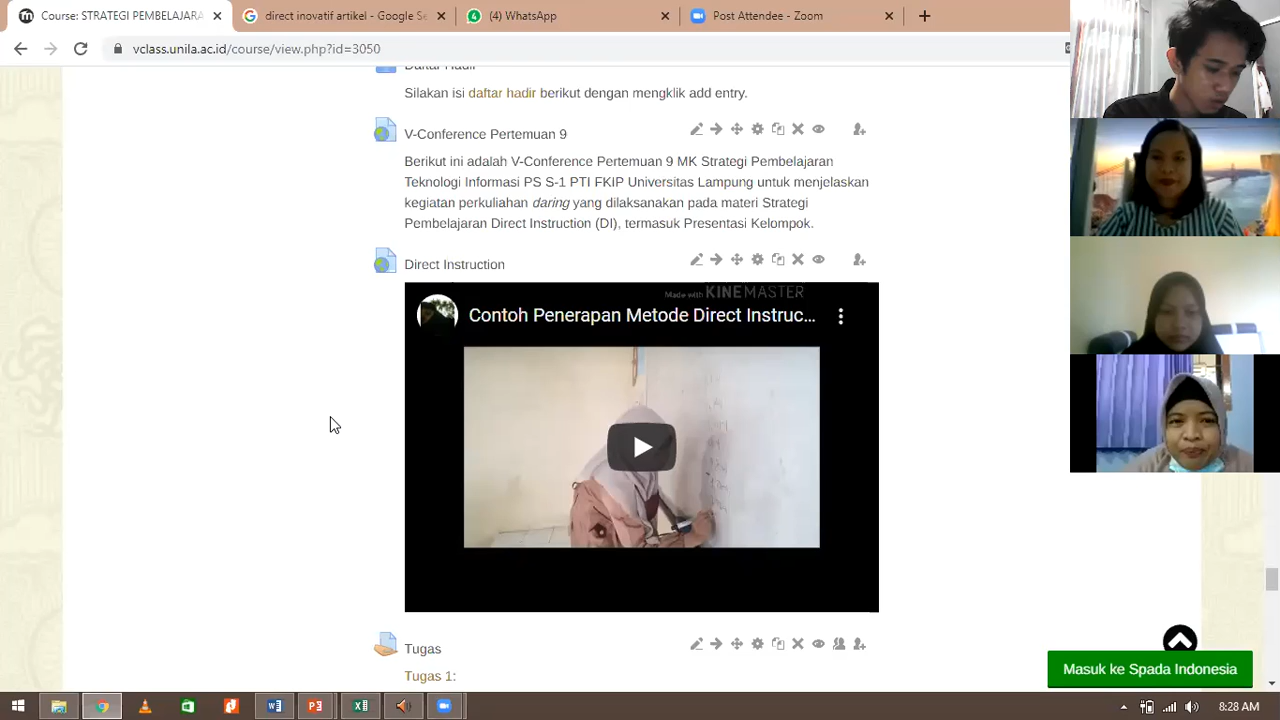 Course: STRATEGI PEMBELAJARA
direct inovatif artikel - Google Se
(4) WhatsApp
Post Attendee - Zoom
vclass.unila.ac.id/course/view.php?id=3050
Daftar Hadir
Silakan isi daftar hadir berikut dengan mengklik add entry.
V-Conference Pertemuan 9
Berikut ini adalah V-Conference Pertemuan 9 MK Strategi Pembelajaran
Teknologi Informasi PS S-1 PTI FKIP Universitas Lampung untuk menjelaskan
kegiatan perkuliahan daring yang dilaksanakan pada materi Strategi
Pembelajaran Direct Instruction (DI), termasuk Presentasi Kelompok.
Direct Instruction
Made with KINEMASTER
Contoh Penerapan Metode Direct Instruc...
Tugas
Tugas 1:
Masuk ke Spada Indonesia
8:28 AM